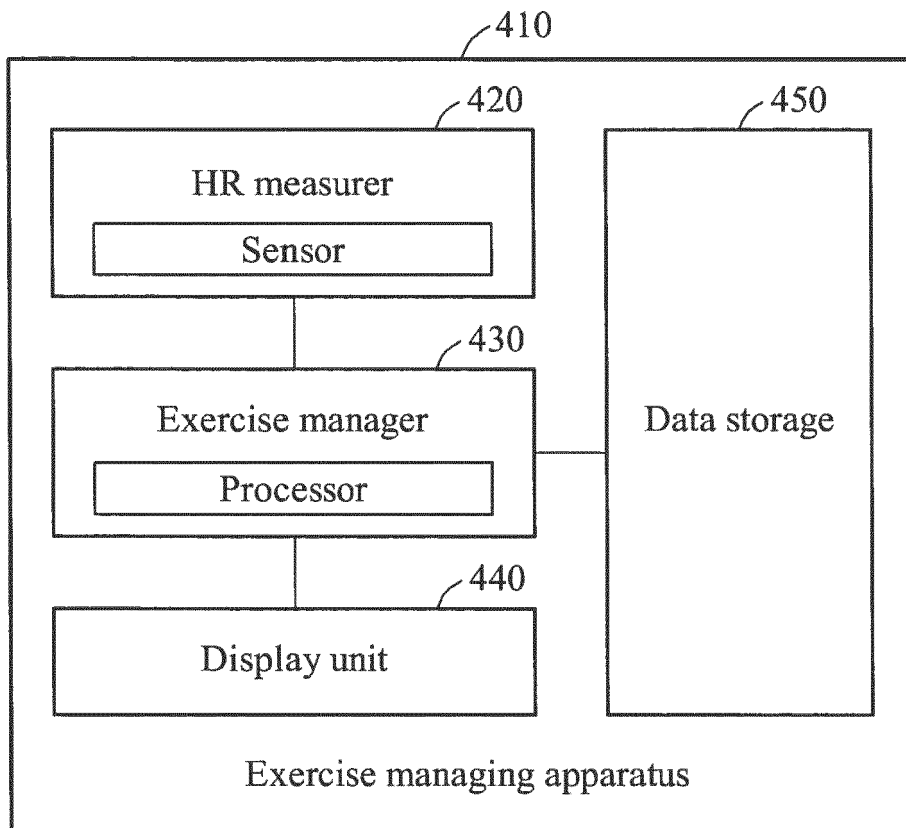 410
420
450
HR measurer
Sensor
430
Exercise manager
Data storage
Processor
440
Display unit
Exercise managing apparatus